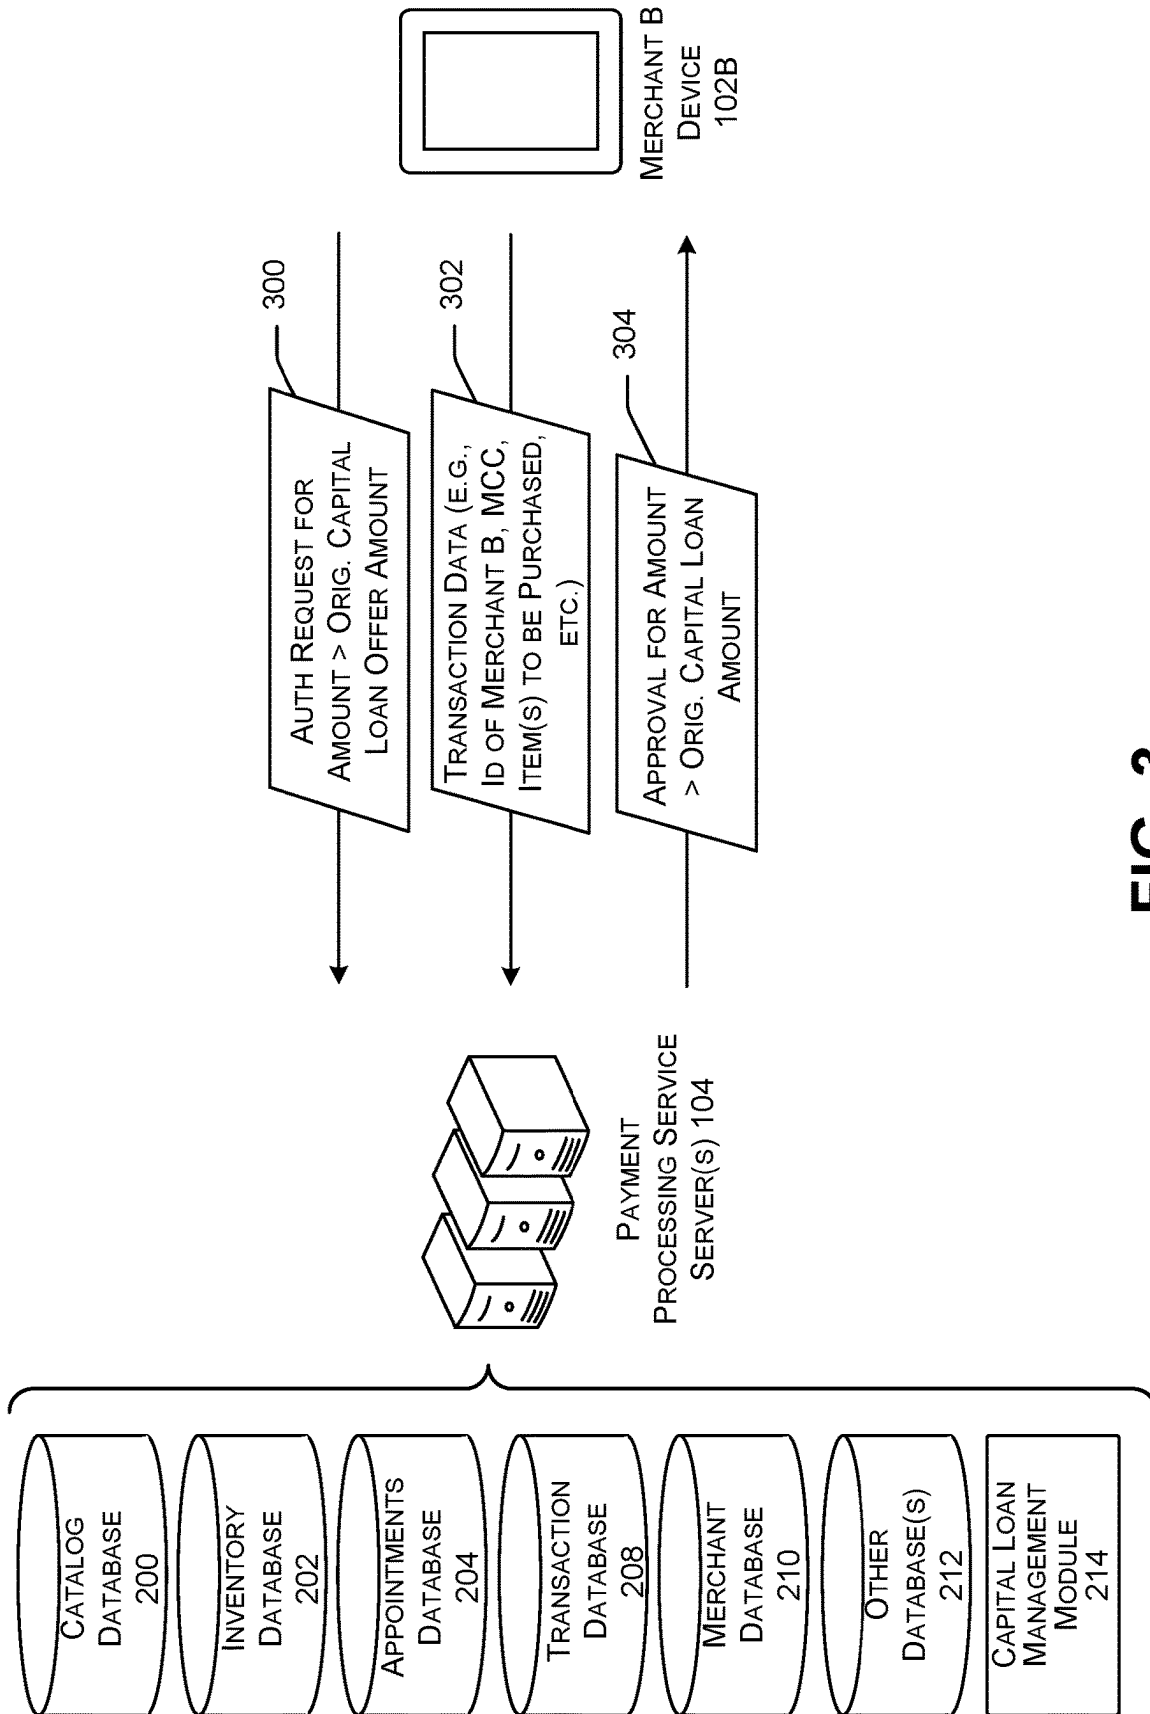 Catalog
Database
200
Inventory
Database
202
Appointments
Database
204
Transaction
Database
208
Merchant
Database
210
Other
Database(s)
212
Capital Loan
Management
Module
214
Payment
Processing Service
Server(s) 104
Auth Request for
Amount > Orig. Capital
Loan Offer Amount
300
Transaction Data (e.g.,
Id of Merchant B, MCC,
Item(s) to be Purchased,
etc.)
302
Approval for Amount
> Orig. Capital Loan
Amount
304
Merchant B
Device
102B
FIG.